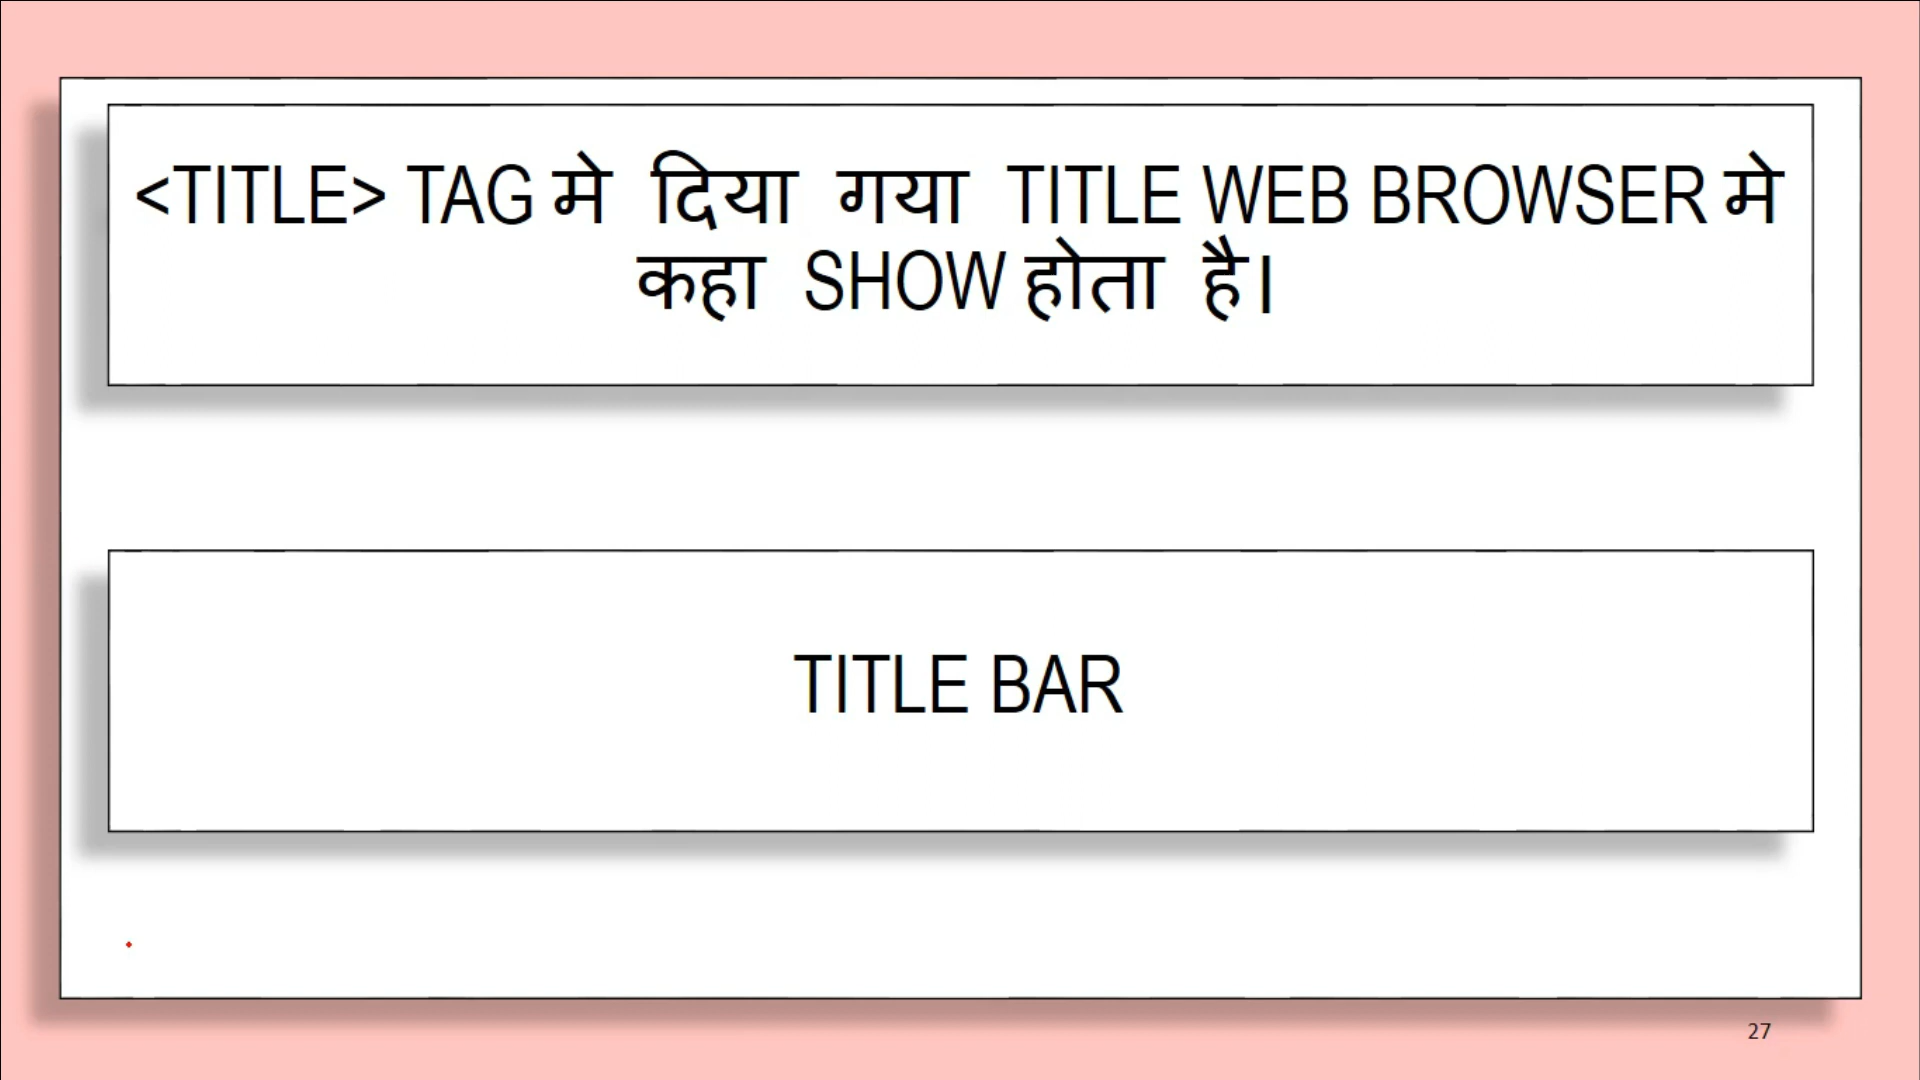 <TITLE> TAG मे दिया गया TITLE WEB BROWSER मे
कहा SHOW होता है।
TITLE BAR
27